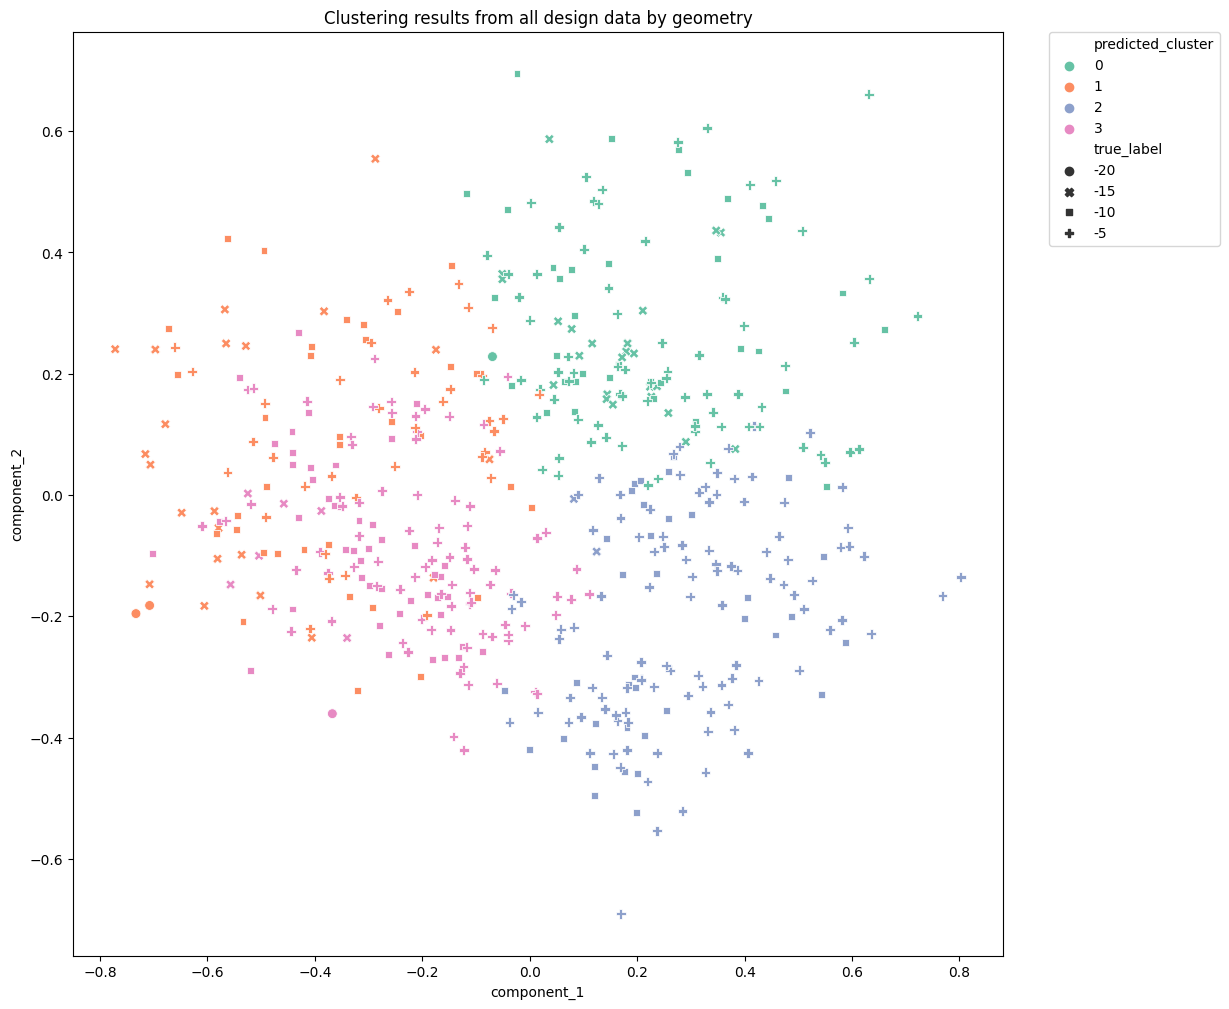 Clustering results from all design data by geometry
predicted_cluster
0
1
2
3
true_label
-20
-15
-10
-5
component_2
0.6
0.4
0.2
0.0
−0.2
−0.4
−0.6
−0.8 −0.6 −0.4 −0.2 0.0 0.2 0.4 0.6 0.8
component_1